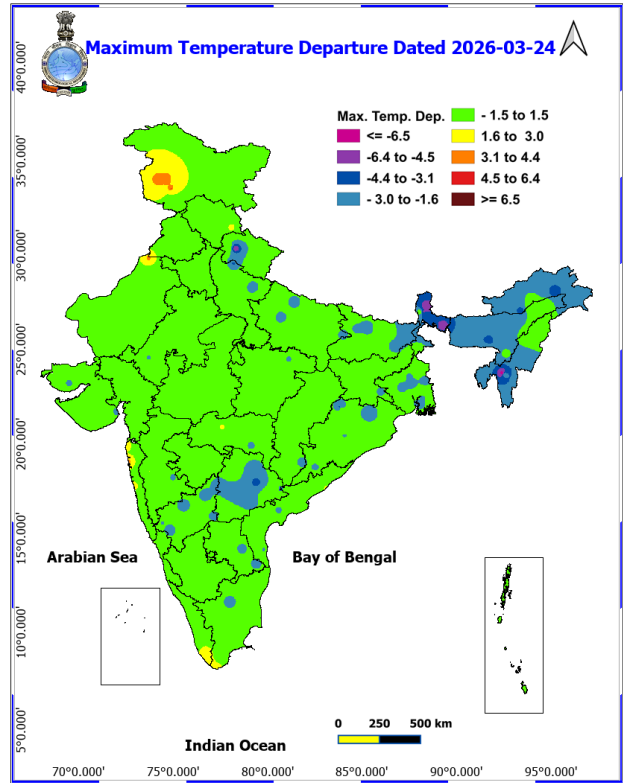 Maximum Temperature Departure Dated 2026-03-24
Max. Temp. Dep.
<= -6.5
-6.4 to -4.5
-4.4 to -3.1
- 3.0 to -1.6
- 1.5 to 1.5
1.6 to 3.0
3.1 to 4.4
4.5 to 6.4
>= 6.5
40°0.000'
35°0.000'
30°0.000'
25°0.000'
20°0.000'
15°0.000'
10°0.000'
5°0.000'
Arabian Sea
Bay of Bengal
Indian Ocean
0 250 500 km
70°0.000' 75°0.000' 80°0.000' 85°0.000' 90°0.000' 95°0.000'